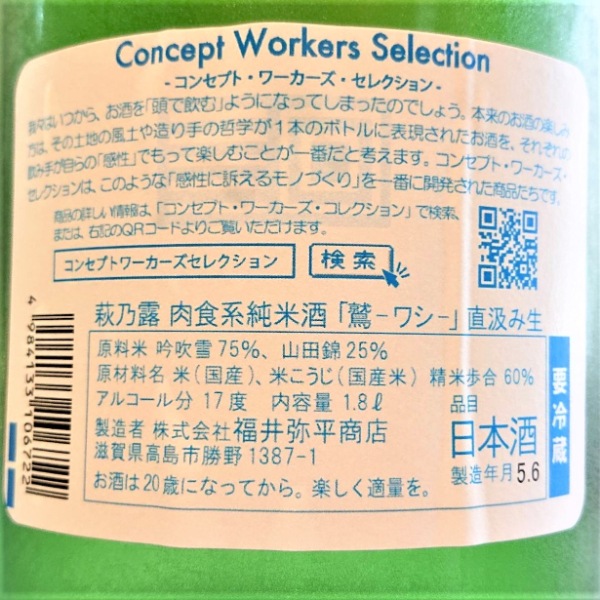 Concept Workers Selection
- コンセプト・ワーカーズ・セレクション -
我々はいつから、お酒を「頭で飲む」ようになってしまったのでしょう。本来のお酒の楽しみ
方は、その土地の風土や造り手の哲学が1本のボトルに表現されたお酒を、それぞれの
飲み手が自らの「感性」でもって楽しむことが一番だと考えます。コンセプト・ワーカーズ・
セレクションは、このような「感性に訴えるモノづくり」を一番に開発された商品たちです。
商品の詳しい情報は、「コンセプト・ワーカーズ・コレクション」で検索、
または、右記のQRコードよりご覧いただけます。
コンセプトワーカーズセレクション 検索
萩乃露 肉食系純米酒「鷲-ワシ-」直汲み生
原料米 吟吹雪75%、山田錦25%
原材料名 米(国産)、米こうじ(国産米) 精米歩合 60%
アルコール分 17度 内容量 1.8ℓ 品目
製造者 株式会社福井弥平商店 日本酒
滋賀県高島市勝野1387-1 製造年月 5.6
お酒は20歳になってから。楽しく適量を。
要冷蔵
4 984133 106722